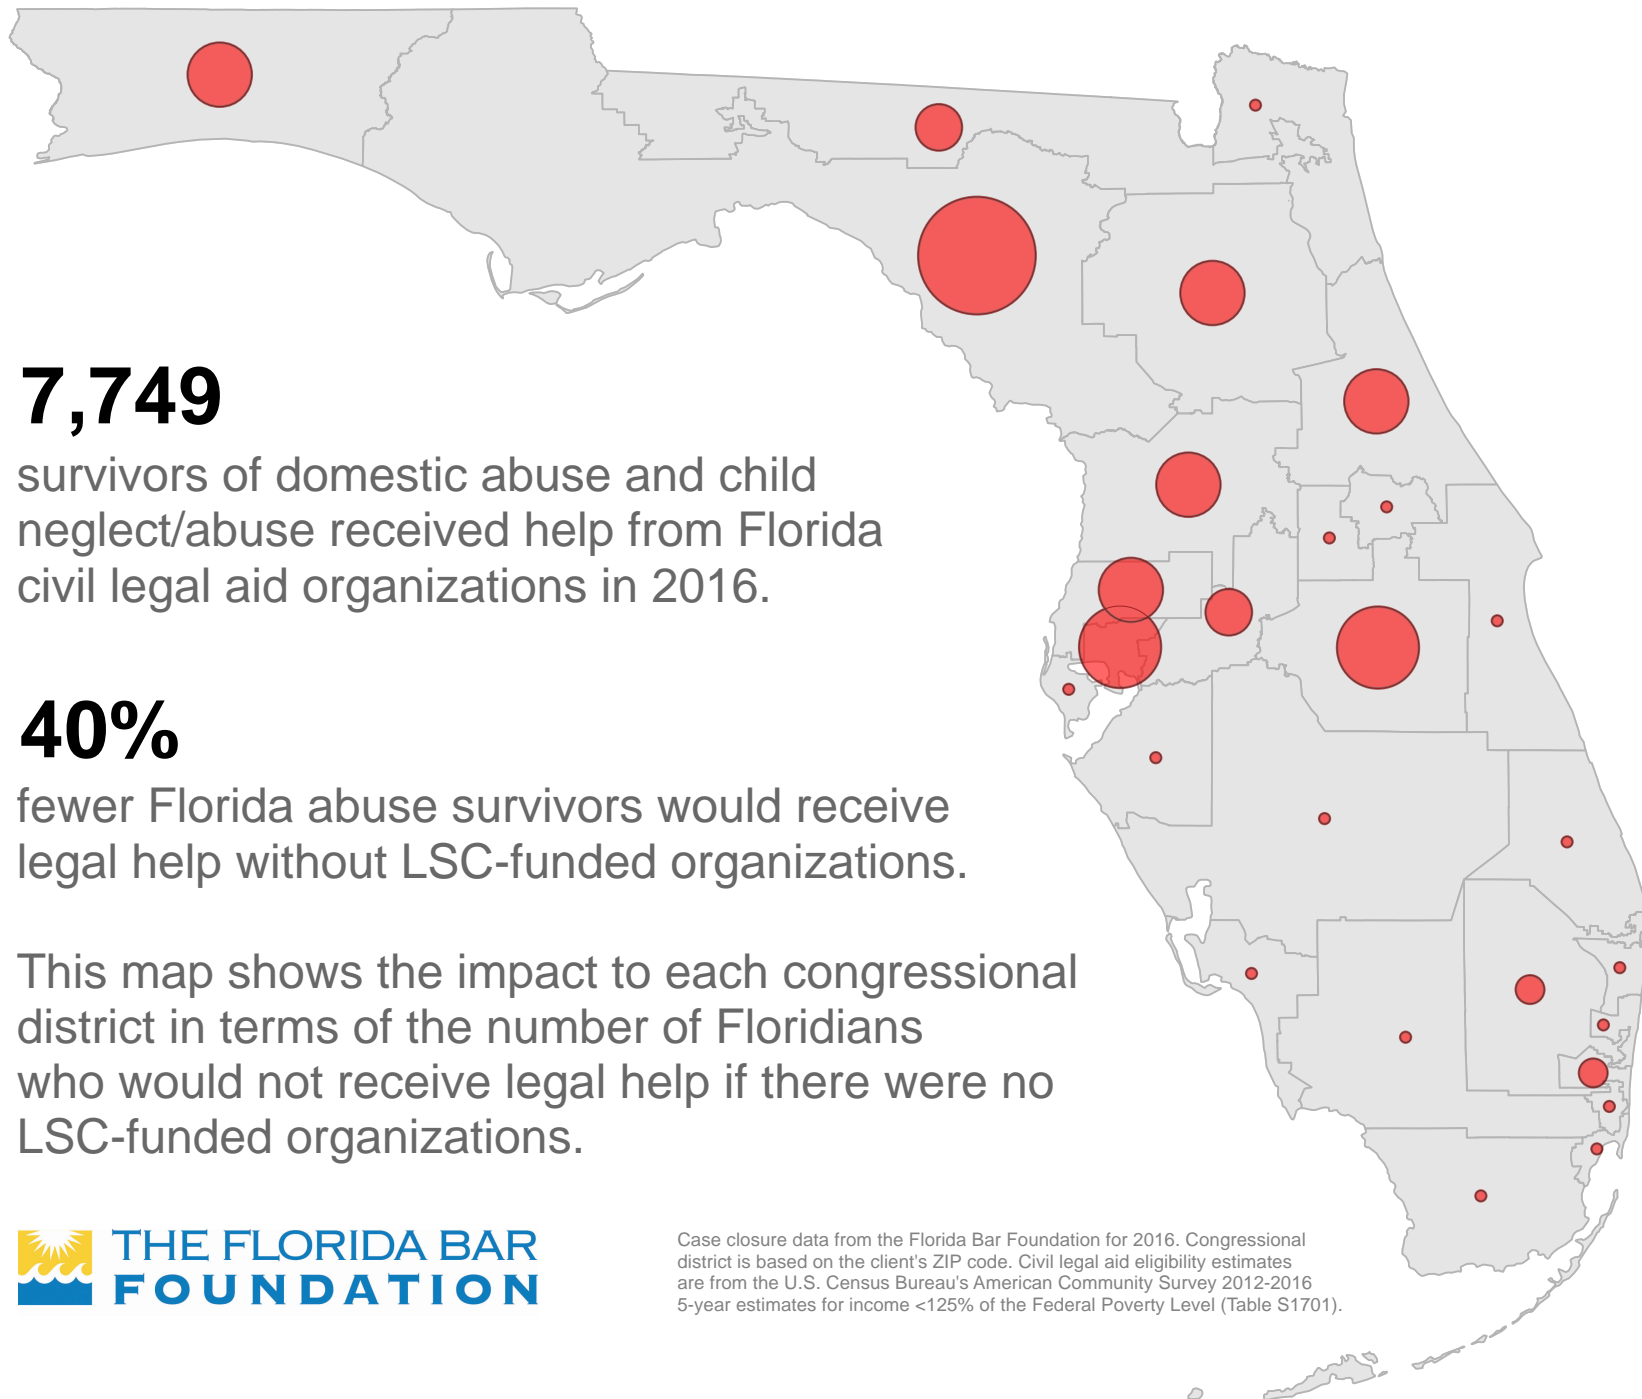 7,749
survivors of domestic abuse and child
neglect/abuse received help from Florida
civil legal aid organizations in 2016.
40%
fewer Florida abuse survivors would receive
legal help without LSC-funded organizations.
This map shows the impact to each congressional
district in terms of the number of Floridians
who would not receive legal help if there were no
LSC-funded organizations.
THE FLORIDA BAR
FOUNDATION
Case closure data from the Florida Bar Foundation for 2016. Congressional
district is based on the client's ZIP code. Civil legal aid eligibility estimates
are from the U.S. Census Bureau's American Community Survey 2012-2016
5-year estimates for income <125% of the Federal Poverty Level (Table S1701).